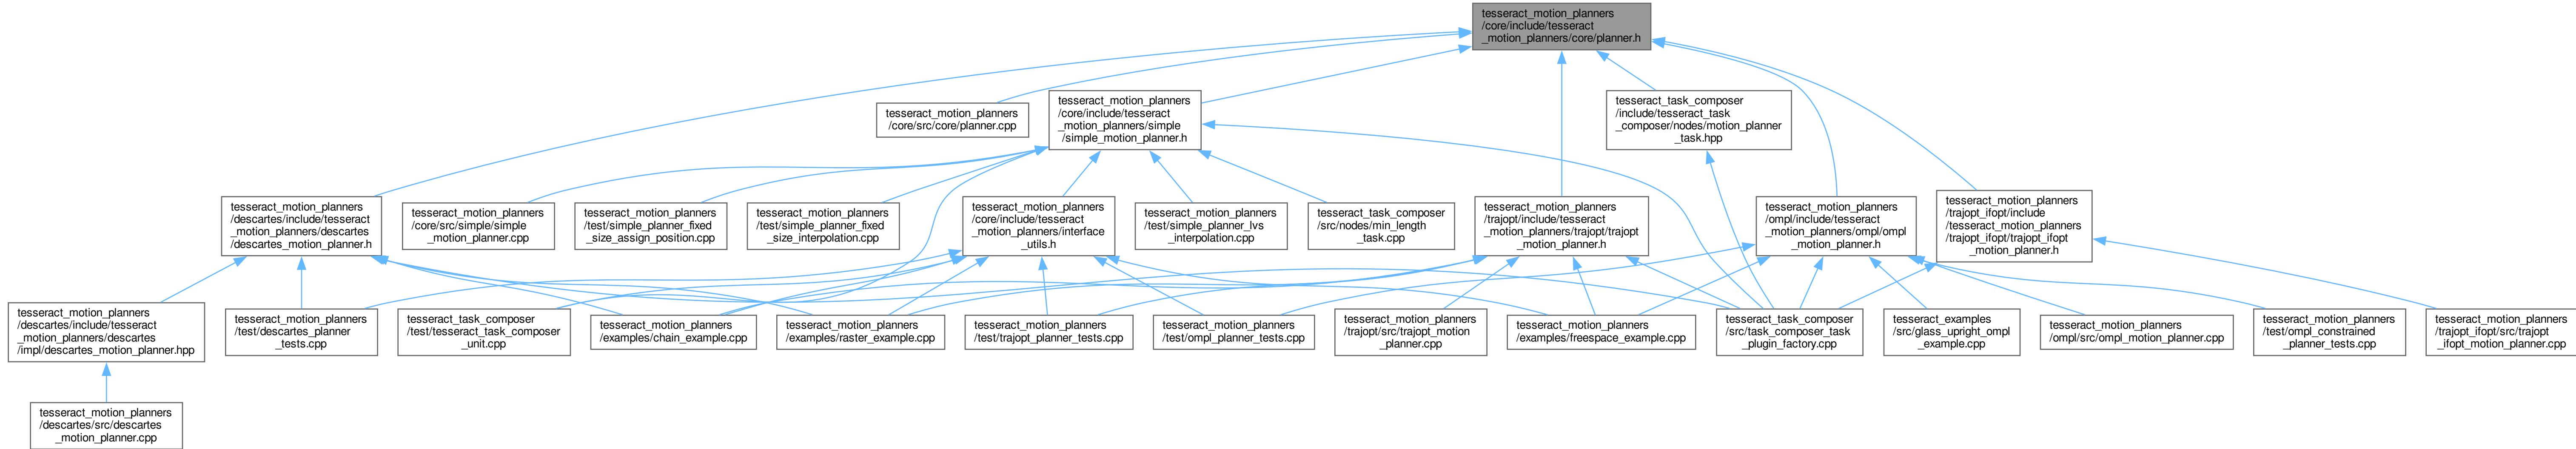 tesseract_motion_planners
/core/include/tesseract
_motion_planners/core/planner.h
tesseract_motion_planners
/core/src/core/planner.cpp
tesseract_motion_planners
/core/include/tesseract
_motion_planners/simple
/simple_motion_planner.h
tesseract_task_composer
/include/tesseract_task
_composer/nodes/motion_planner
_task.hpp
tesseract_motion_planners
/descartes/include/tesseract
_motion_planners/descartes
/descartes_motion_planner.h
tesseract_motion_planners
/core/src/simple/simple
_motion_planner.cpp
tesseract_motion_planners
/test/simple_planner_fixed
_size_assign_position.cpp
tesseract_motion_planners
/test/simple_planner_fixed
_size_interpolation.cpp
tesseract_motion_planners
/core/include/tesseract
_motion_planners/interface
_utils.h
tesseract_motion_planners
/test/simple_planner_lvs
_interpolation.cpp
tesseract_task_composer
/src/nodes/min_length
_task.cpp
tesseract_motion_planners
/trajopt/include/tesseract
_motion_planners/trajopt/trajopt
_motion_planner.h
tesseract_motion_planners
/ompl/include/tesseract
_motion_planners/ompl/ompl
_motion_planner.h
tesseract_motion_planners
/trajopt_ifopt/include
/tesseract_motion_planners
/trajopt_ifopt/trajopt_ifopt
_motion_planner.h
tesseract_motion_planners
/descartes/include/tesseract
_motion_planners/descartes
/impl/descartes_motion_planner.hpp
tesseract_motion_planners
/test/descartes_planner
_tests.cpp
tesseract_task_composer
/test/tesseract_task_composer
_unit.cpp
tesseract_motion_planners
/examples/chain_example.cpp
tesseract_motion_planners
/examples/raster_example.cpp
tesseract_motion_planners
/test/trajopt_planner_tests.cpp
tesseract_motion_planners
/test/ompl_planner_tests.cpp
tesseract_motion_planners
/trajopt/src/trajopt_motion
_planner.cpp
tesseract_motion_planners
/examples/freespace_example.cpp
tesseract_task_composer
/src/task_composer_task
_plugin_factory.cpp
tesseract_examples
/src/glass_upright_ompl
_example.cpp
tesseract_motion_planners
/ompl/src/ompl_motion_planner.cpp
tesseract_motion_planners
/test/ompl_constrained
_planner_tests.cpp
tesseract_motion_planners
/trajopt_ifopt/src/trajopt
_ifopt_motion_planner.cpp
tesseract_motion_planners
/descartes/src/descartes
_motion_planner.cpp